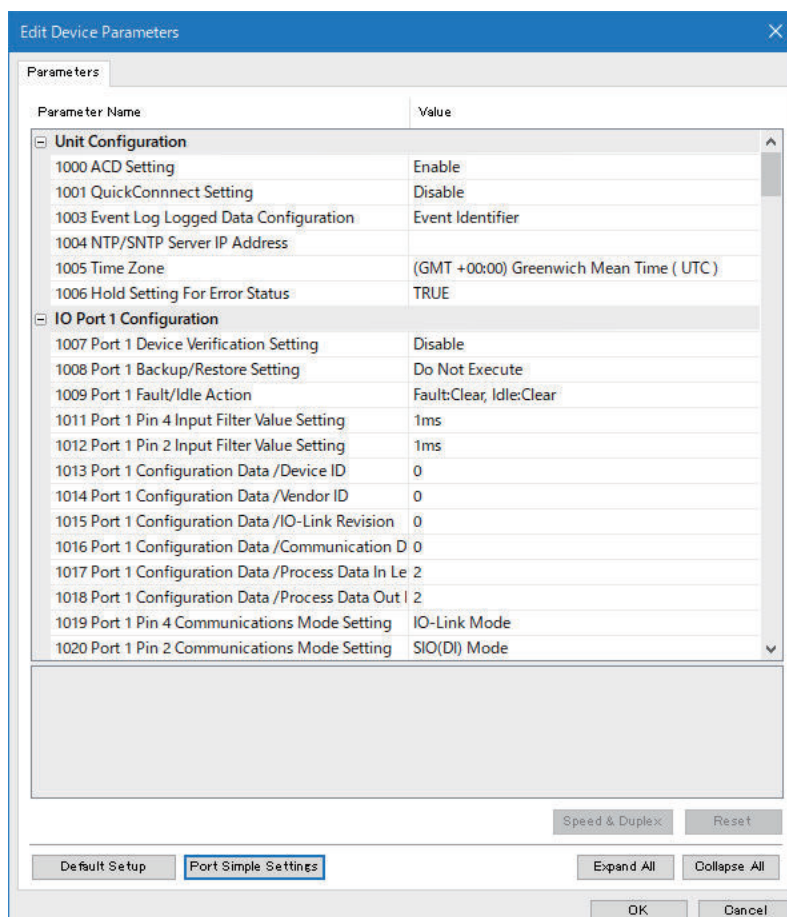 Edit Device Parameters
Parameters
Parameter Name Value
Unit Configuration
1000 ACD Setting Enable
1001 QuickConnnect Setting Disable
1003 Event Log Logged Data Configuration Event Identifier
1004 NTP/SNTP Server IP Address
1005 Time Zone (GMT +00:00) Greenwich Mean Time ( UTC )
1006 Hold Setting For Error Status TRUE
IO Port 1 Configuration
1007 Port 1 Device Verification Setting Disable
1008 Port 1 Backup/Restore Setting Do Not Execute
1009 Port 1 Fault/Idle Action Fault:Clear, Idle:Clear
1011 Port 1 Pin 4 Input Filter Value Setting 1ms
1012 Port 1 Pin 2 Input Filter Value Setting 1ms
1013 Port 1 Configuration Data /Device ID 0
1014 Port 1 Configuration Data /Vendor ID 0
1015 Port 1 Configuration Data /IO-Link Revision 0
1016 Port 1 Configuration Data /Communication D 0
1017 Port 1 Configuration Data /Process Data In Le 2
1018 Port 1 Configuration Data /Process Data Out l 2
1019 Port 1 Pin 4 Communications Mode Setting IO-Link Mode
1020 Port 1 Pin 2 Communications Mode Setting SIO(DI) Mode
Speed & Duplex Reset
Default Setup Port Simple Settings Expand All Collapse All
OK Cancel